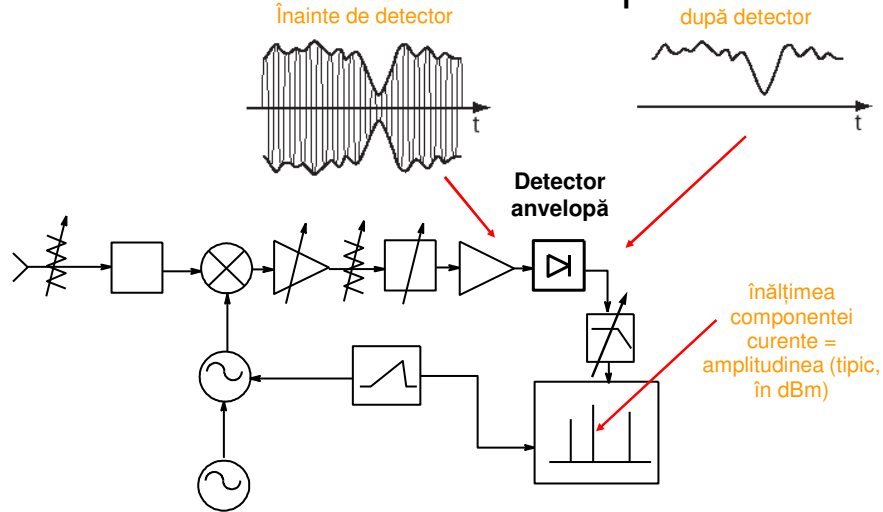 Înainte de detector
după detector
t
t
Detector
anvelopă
înălțimea
componentei
curente =
amplitudinea (tipic,
în dBm)